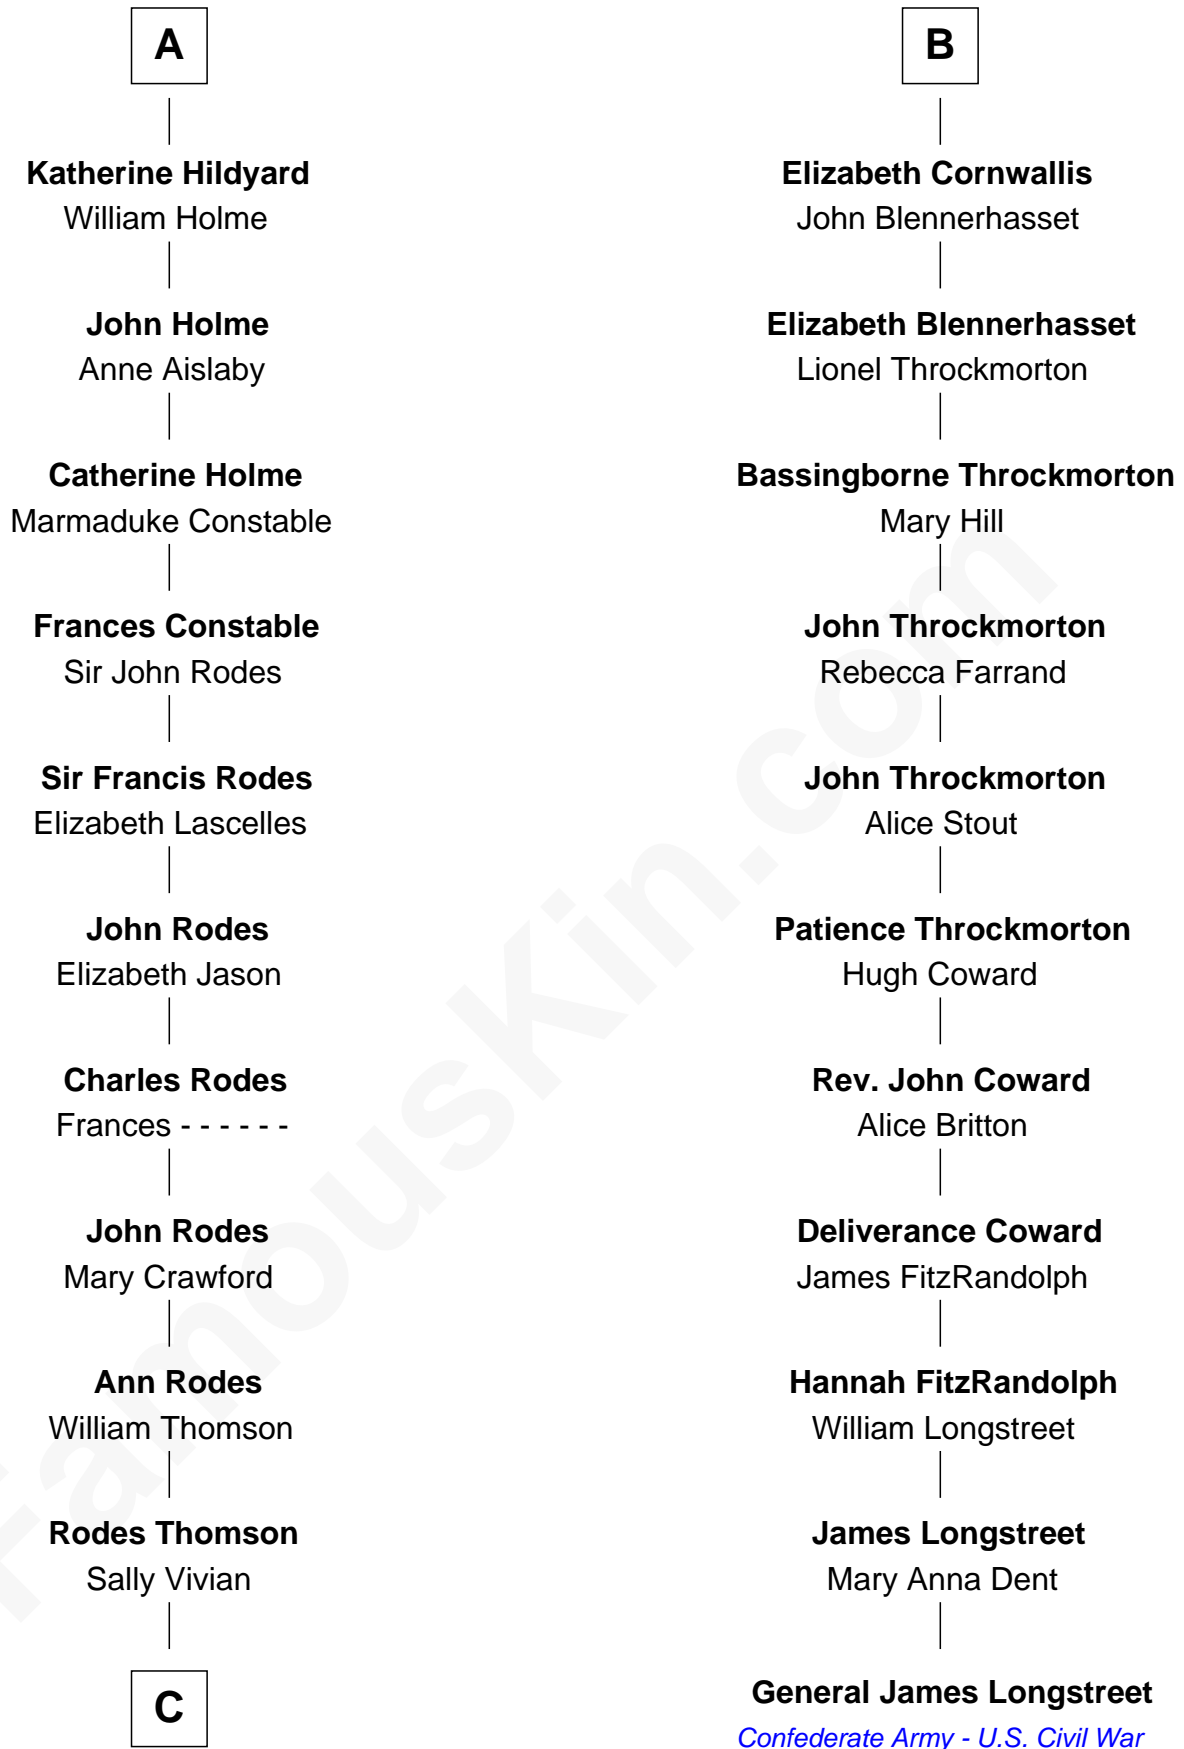 A
Katherine Hildyard
William Holme
John Holme
Anne Aislaby
Catherine Holme
Marmaduke Constable
Frances Constable
Sir John Rodes
Sir Francis Rodes
Elizabeth Lascelles
John Rodes
Elizabeth Jason
Charles Rodes
Frances - - - - - -
John Rodes
Mary Crawford
Ann Rodes
William Thomson
Rodes Thomson
Sally Vivian
C
B
Elizabeth Cornwallis
John Blennerhasset
Elizabeth Blennerhasset
Lionel Throckmorton
Bassingborne Throckmorton
Mary Hill
John Throckmorton
Rebecca Farrand
John Throckmorton
Alice Stout
Patience Throckmorton
Hugh Coward
Rev. John Coward
Alice Britton
Deliverance Coward
James FitzRandolph
Hannah FitzRandolph
William Longstreet
James Longstreet
Mary Anna Dent
General James Longstreet
Confederate Army - U.S. Civil War
FamousKin.com